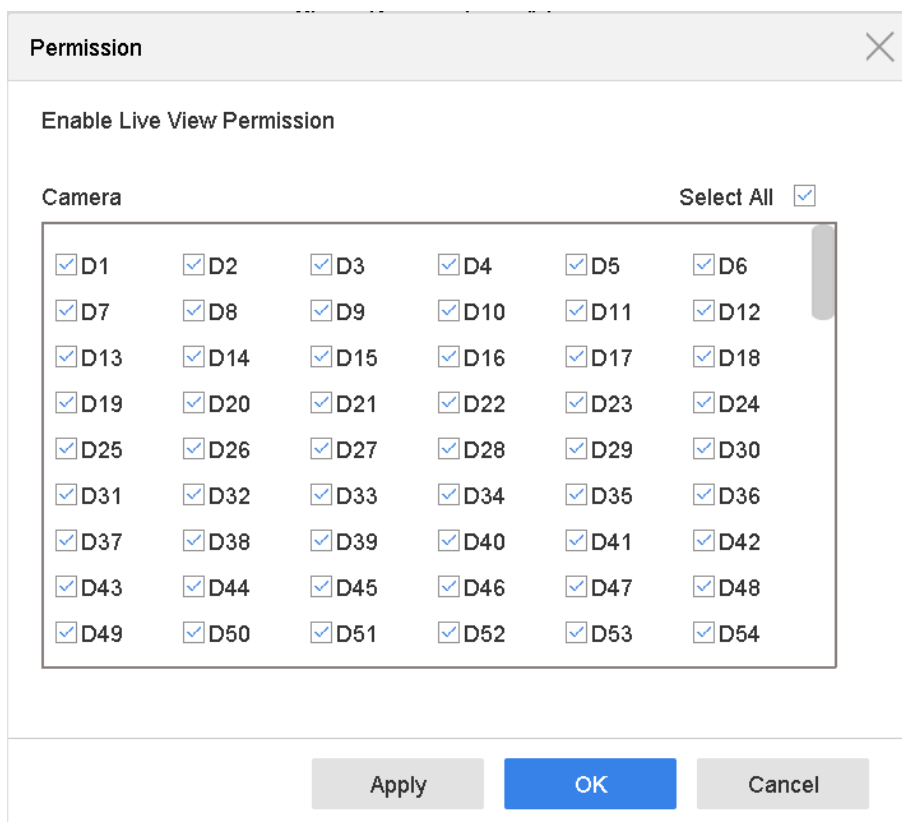 Permission
Enable Live View Permission
Camera Select All
D1 D2 D3 D4 D5 D6
D7 D8 D9 D10 D11 D12
D13 D14 D15 D16 D17 D18
D19 D20 D21 D22 D23 D24
D25 D26 D27 D28 D29 D30
D31 D32 D33 D34 D35 D36
D37 D38 D39 D40 D41 D42
D43 D44 D45 D46 D47 D48
D49 D50 D51 D52 D53 D54
Apply OK Cancel